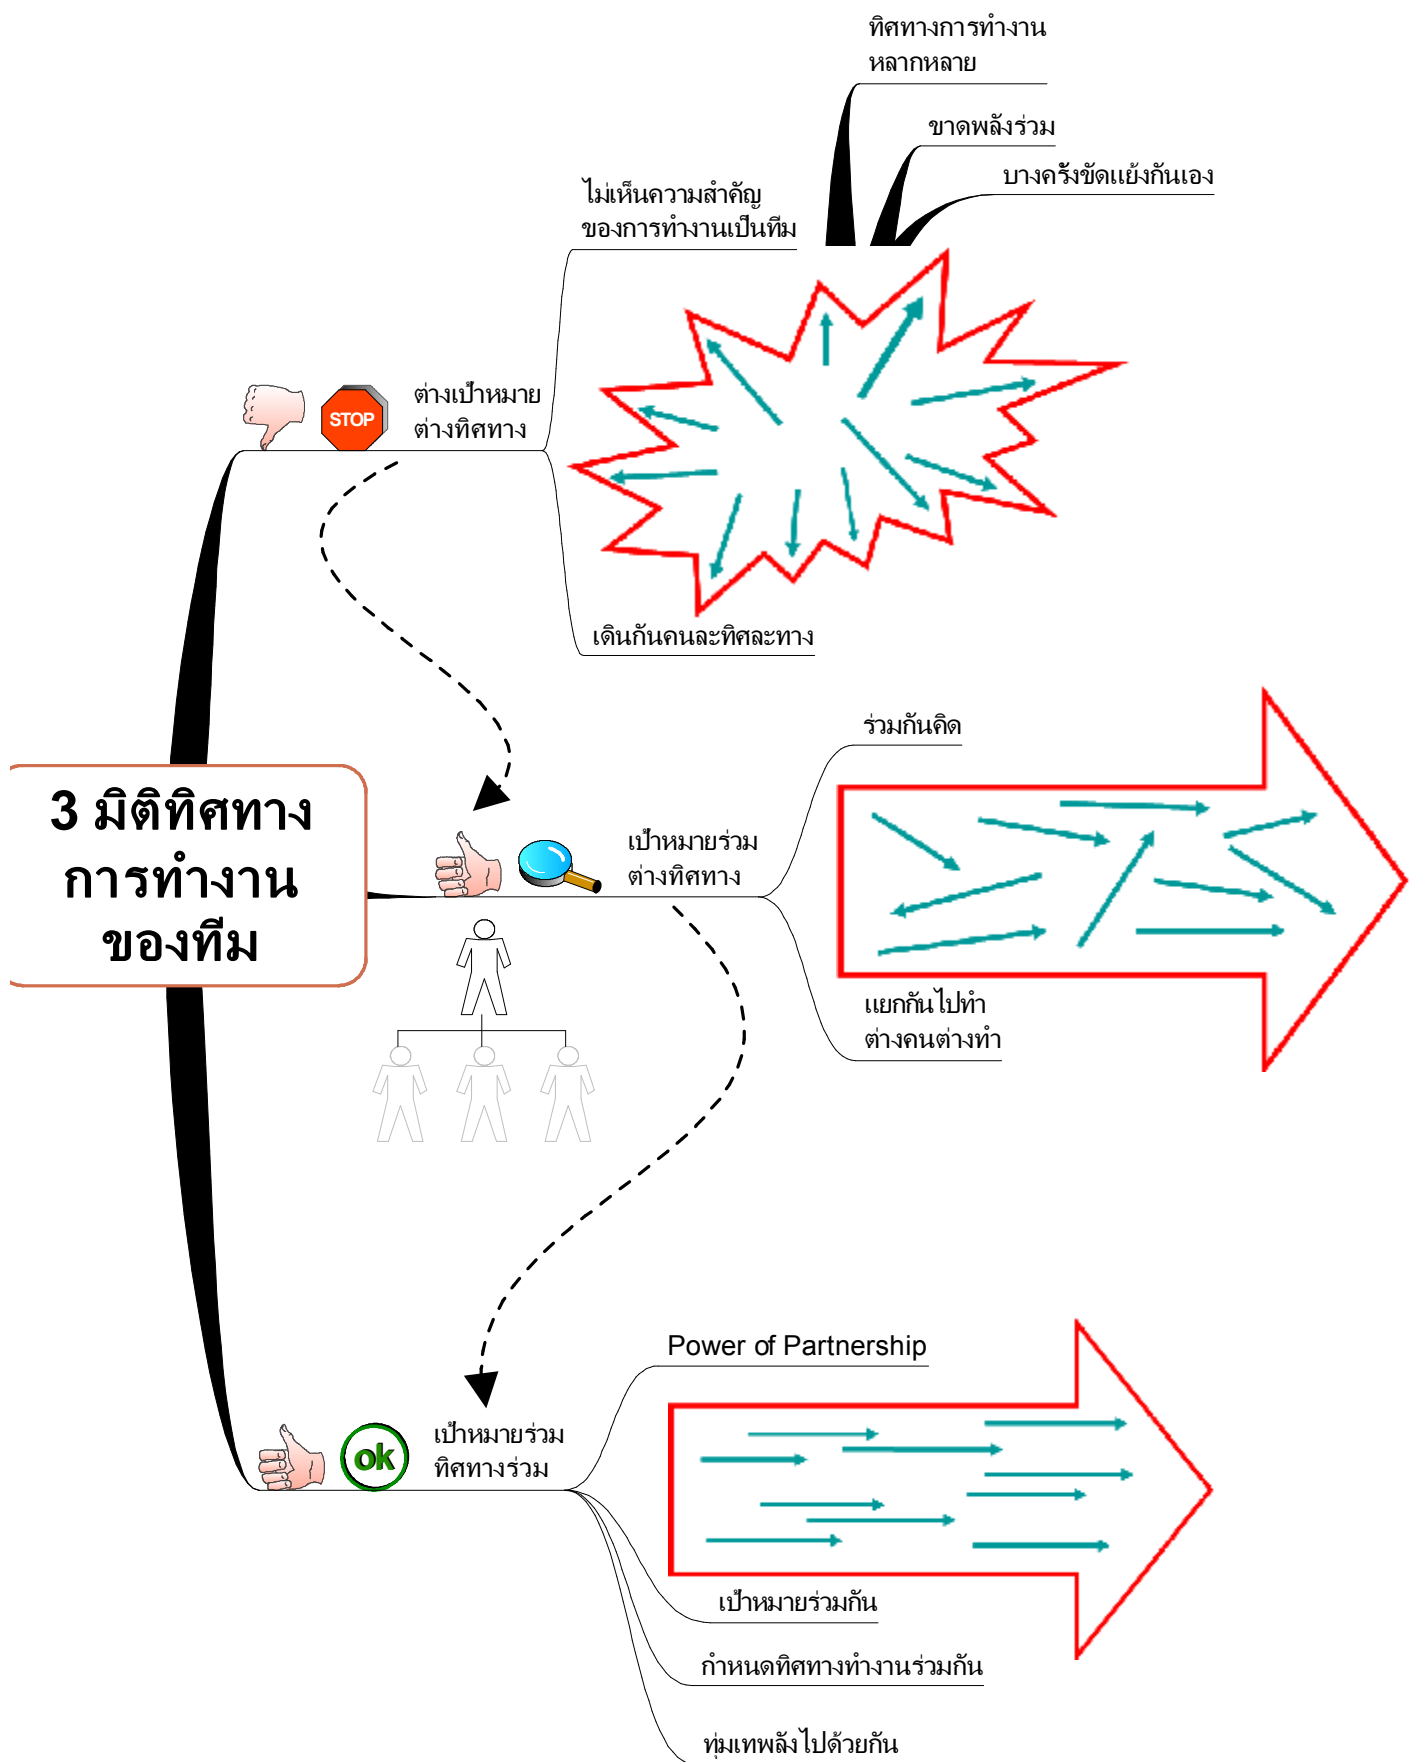 ทิศทางการทำงาน
หลากหลาย
ขาดพลังร่วม
บางครั้งขัดแย้งกันเอง
ไม่เห็นความสำคัญ
ของการทำงานเป็นทีม
STOP
ต่างเป้าหมาย
ต่างทิศทาง
เดินกันคนละทิศละทาง
3 มิติทิศทาง
การทำงาน
ของทีม
ร่วมกันคิด
เป้าหมายร่วม
ต่างทิศทาง
แยกกันไปทำ
ต่างคนต่างทำ
Power of Partnership
ok
เป้าหมายร่วม
ทิศทางร่วม
เป้าหมายร่วมกัน
กำหนดทิศทางทำงานร่วมกัน
ทุ่มเทพลังไปด้วยกัน